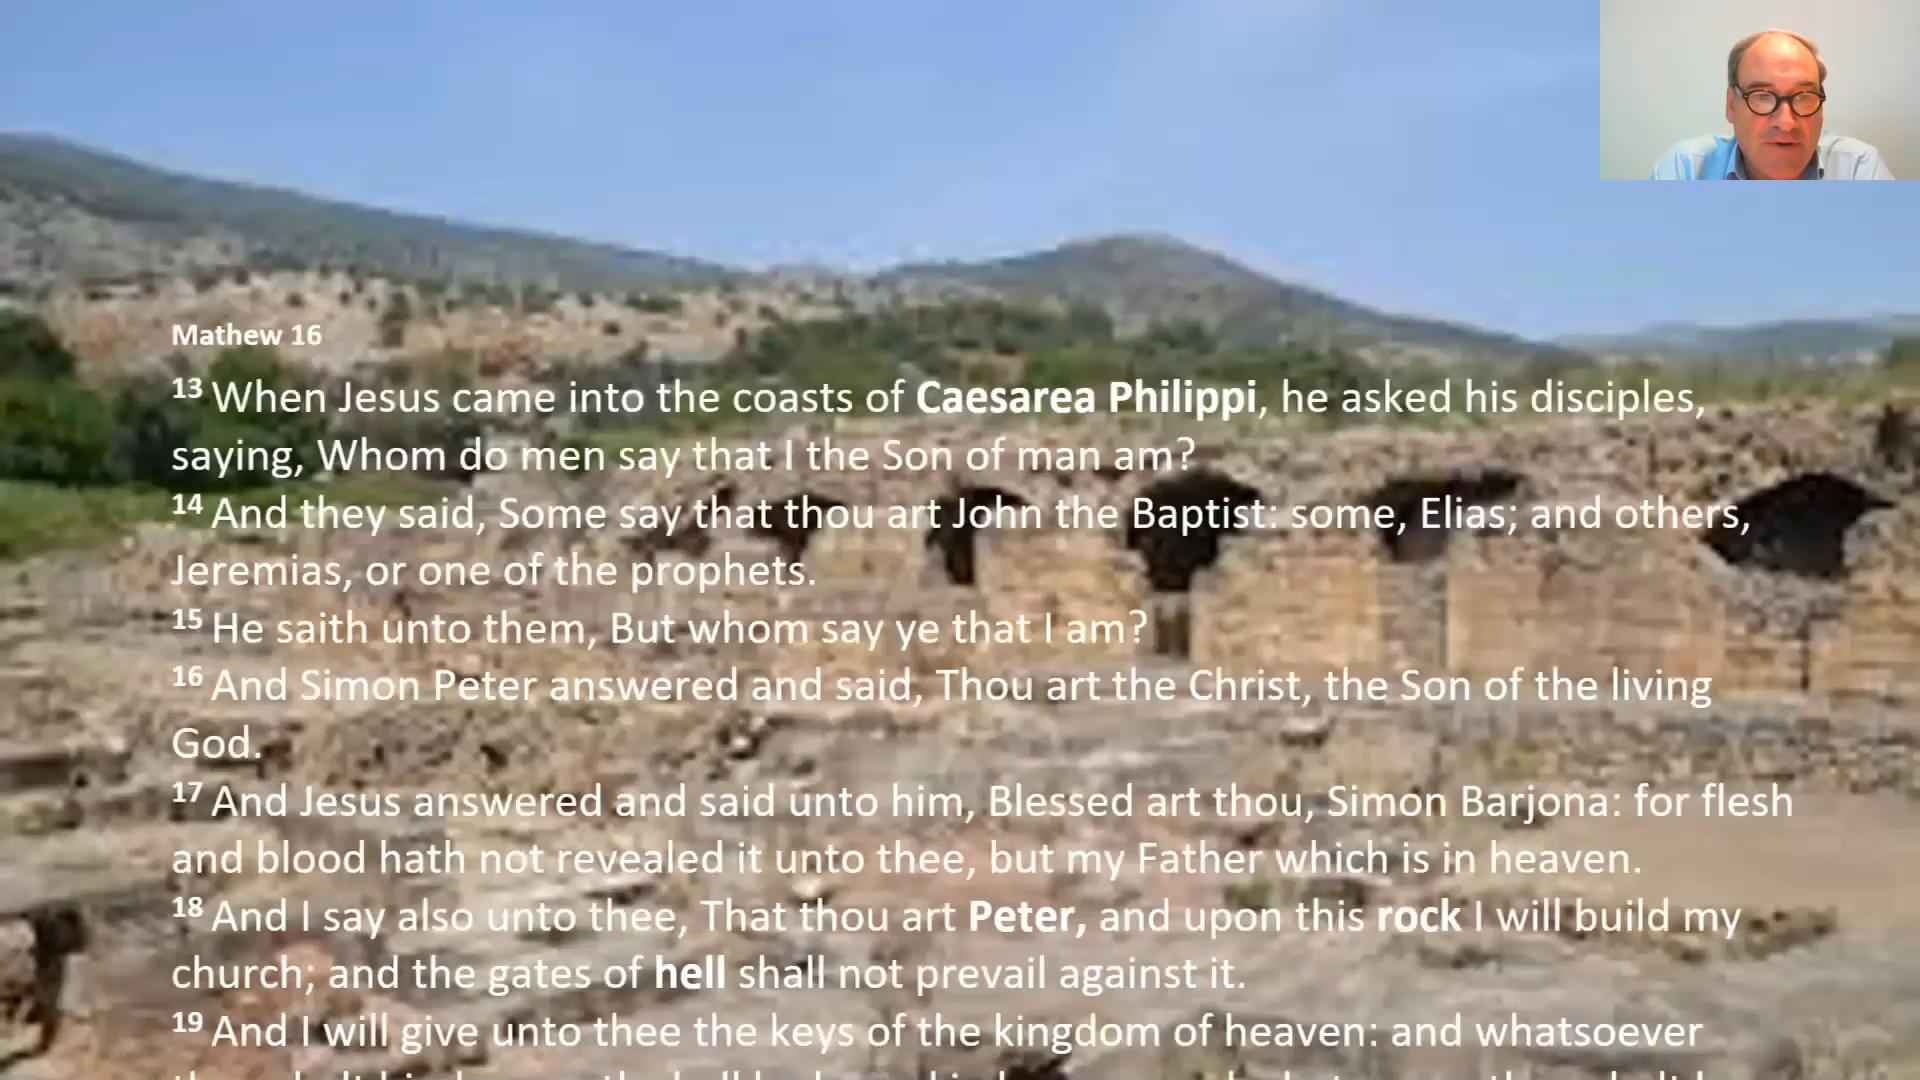 Mathew 16
13 When Jesus came into the coasts of Caesarea Philippi, he asked his disciples,
saying, Whom do men say that I the Son of man am?
14 And they said, Some say that thou art John the Baptist: some, Elias; and others,
Jeremias, or one of the prophets.
15 He saith unto them, But whom say ye that I am?
16 And Simon Peter answered and said, Thou art the Christ, the Son of the living
God.
17 And Jesus answered and said unto him, Blessed art thou, Simon Barjona: for flesh
and blood hath not revealed it unto thee, but my Father which is in heaven.
18 And I say also unto thee, That thou art Peter, and upon this rock I will build my
church; and the gates of hell shall not prevail against it.
19 And I will give unto thee the keys of the kingdom of heaven: and whatsoever